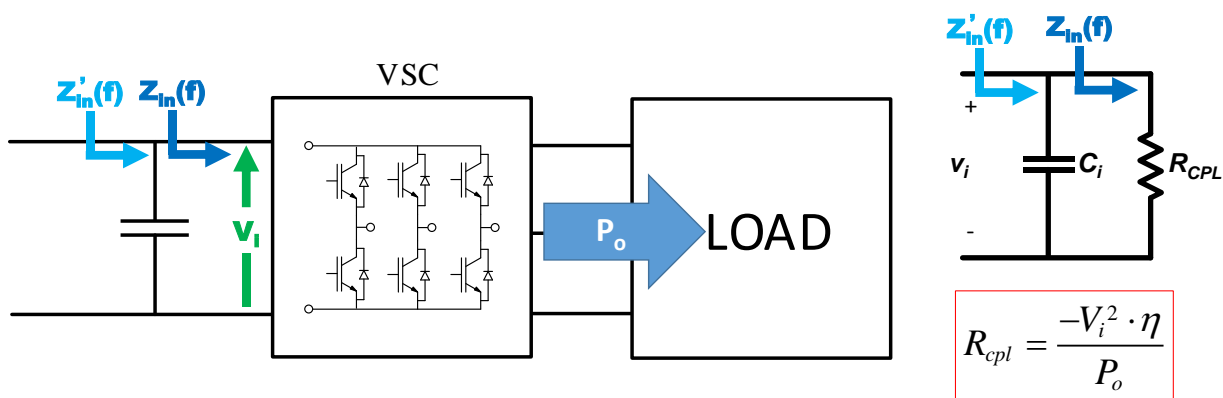 VSC
Z'in(f) Zin(f)
VI
Po
LOAD
Z'in(f) Zin(f)
+
vi
-
Ci
RCPL
Rcpl = −Vi² · η / Po